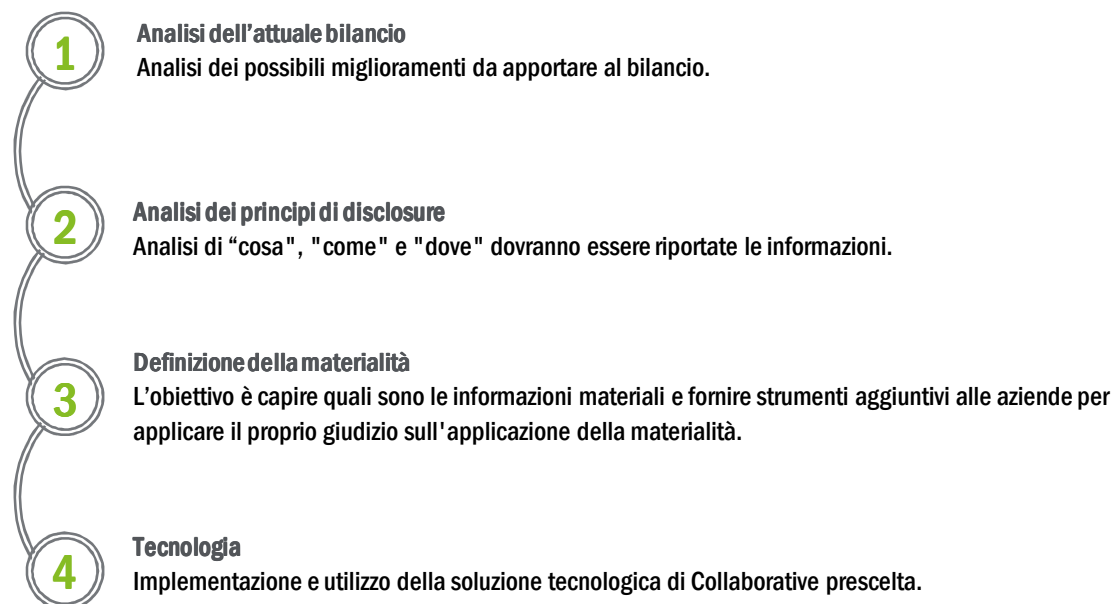 1
Analisi dell’attuale bilancio
Analisi dei possibili miglioramenti da apportare al bilancio.
2
Analisi dei principi di disclosure
Analisi di “cosa", "come" e "dove" dovranno essere riportate le informazioni.
3
Definizione della materialità
L’obiettivo è capire quali sono le informazioni materiali e fornire strumenti aggiuntivi alle aziende per
applicare il proprio giudizio sull'applicazione della materialità.
4
Tecnologia
Implementazione e utilizzo della soluzione tecnologica di Collaborative prescelta.